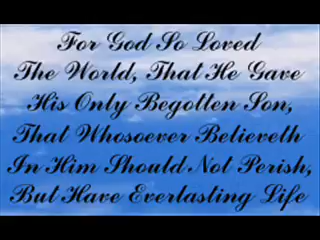 For God So Loved
The World, That He Gave
His Only Begotten Son,
That Whosoever Believeth
In Him Should Not Perish,
But Have Everlasting Life